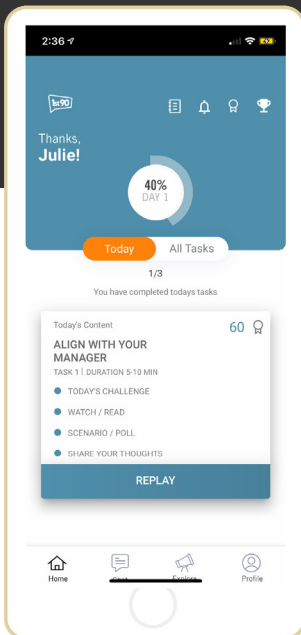 2:36
1st90
Thanks,
Julie!
40%
DAY 1
Today
All Tasks
1/3
You have completed todays tasks
Today's Content
60
ALIGN WITH YOUR
MANAGER
TASK 1 | DURATION 5-10 MIN
TODAY'S CHALLENGE
WATCH / READ
SCENARIO / POLL
SHARE YOUR THOUGHTS
REPLAY
Home
Explore
Profile